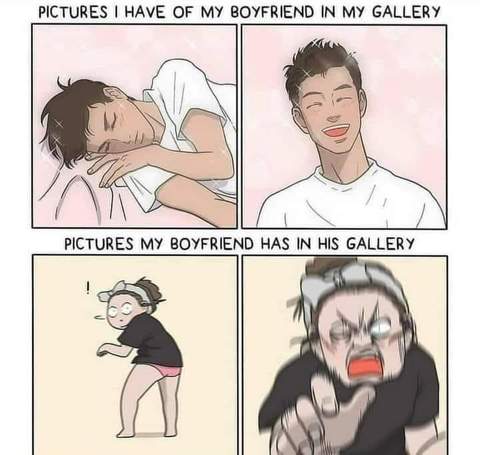 PICTURES I HAVE OF MY BOYFRIEND IN MY GALLERY
PICTURES MY BOYFRIEND HAS IN HIS GALLERY
!